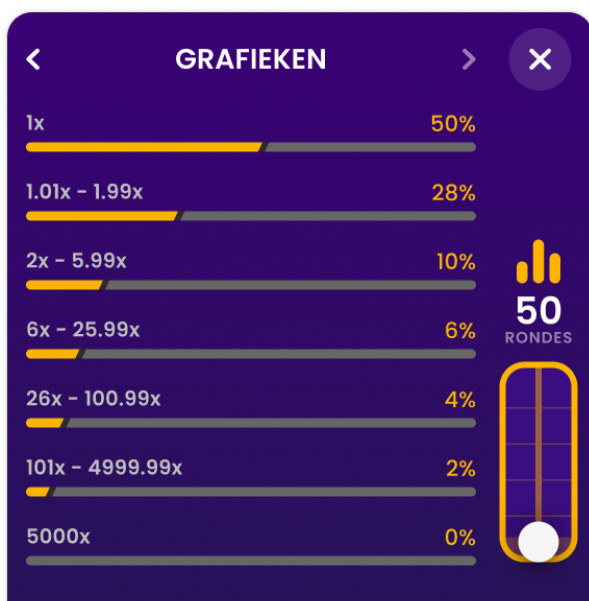 GRAFIEKEN
1x 50%
1.01x - 1.99x 28%
2x - 5.99x 10%
6x - 25.99x 6%
26x - 100.99x 4%
101x - 4999.99x 2%
5000x 0%
50
RONDES